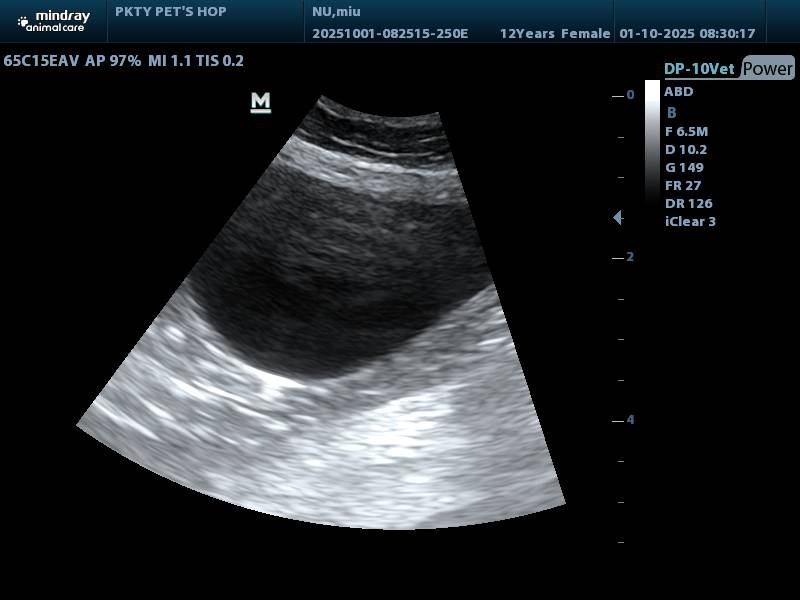 mindray
animalcare
PKTY PET'S HOP
NU,miu
20251001-082515-250E
12Years Female
01-10-2025 08:30:17
65C15EAV AP 97% MI 1.1 TIS 0.2
M
DP-10Vet
Power
ABD
B
F 6.5M
D 10.2
G 149
FR 27
DR 126
iClear 3
0
2
4